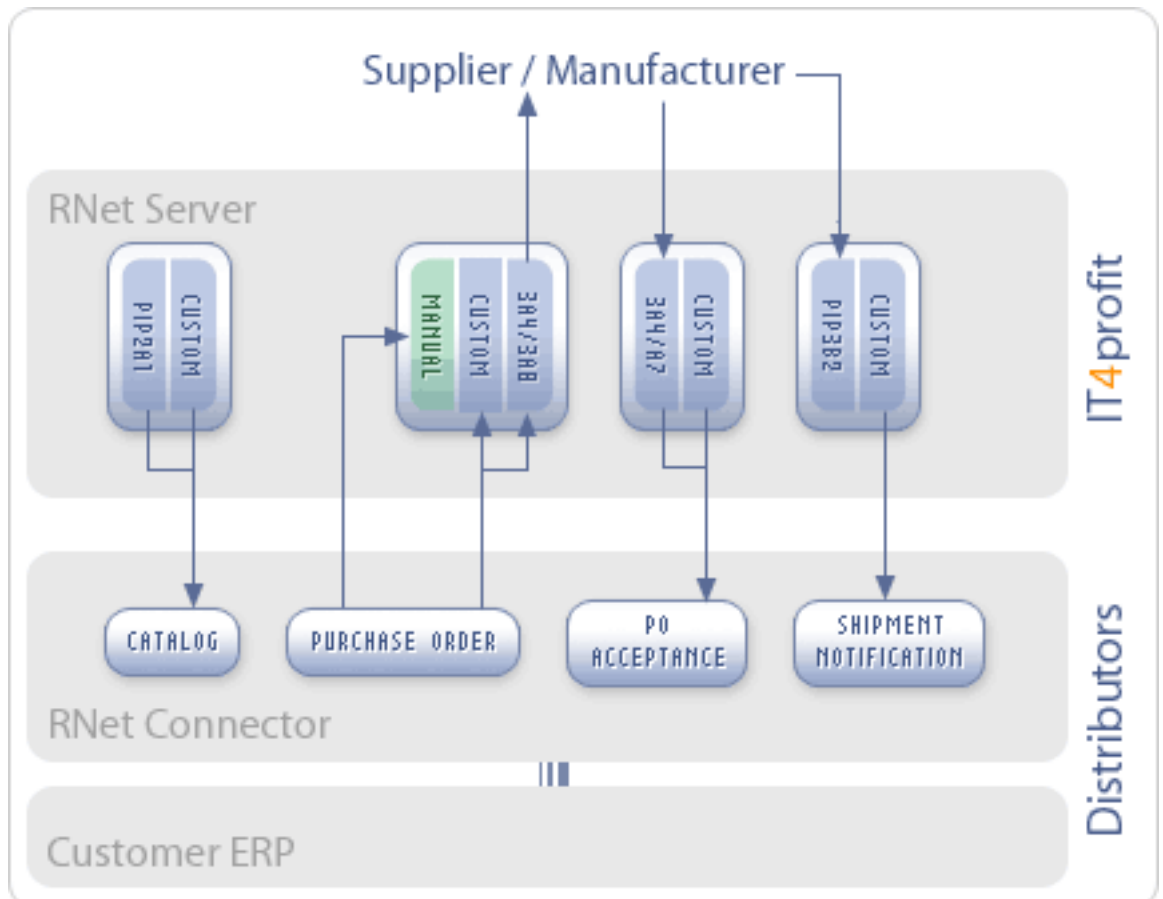 Supplier / Manufacturer
RNet Server
PIP2A1
CUSTOM
MANUAL
CUSTOM
3A4/3A8
3A4/A7
CUSTOM
PIP3B2
CUSTOM
IT4profit
CATALOG
PURCHASE ORDER
PO
ACCEPTANCE
SHIPMENT
NOTIFICATION
RNet Connector
Distributors
Customer ERP